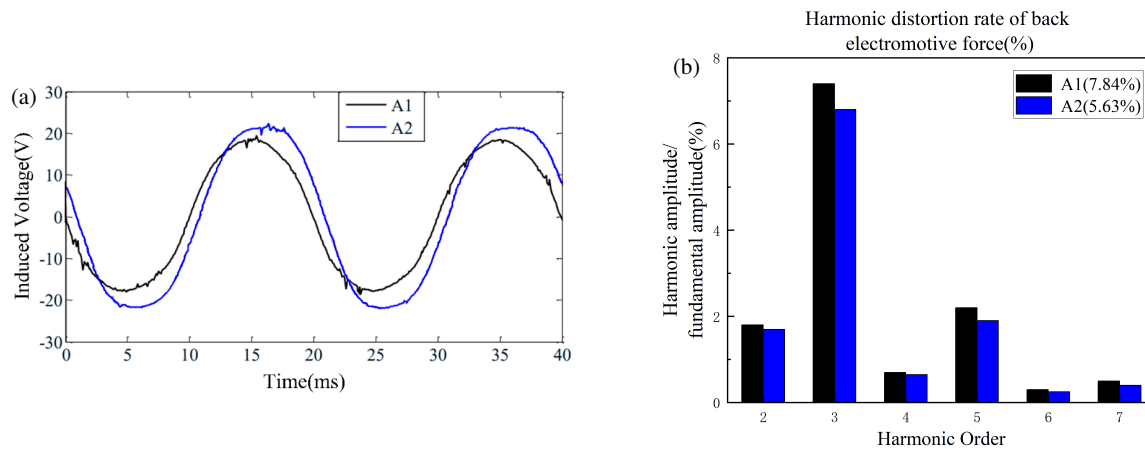 (a)
30
20
10
0
-10
-20
-30
Induced Voltage(V)
A1
A2
0 5 10 15 20 25 30 35 40
Time(ms)
Harmonic distortion rate of back
electromotive force(%)
(b)
8
6
4
2
0
Harmonic amplitude/
fundamental amplitude(%)
A1(7.84%)
A2(5.63%)
2 3 4 5 6 7
Harmonic Order